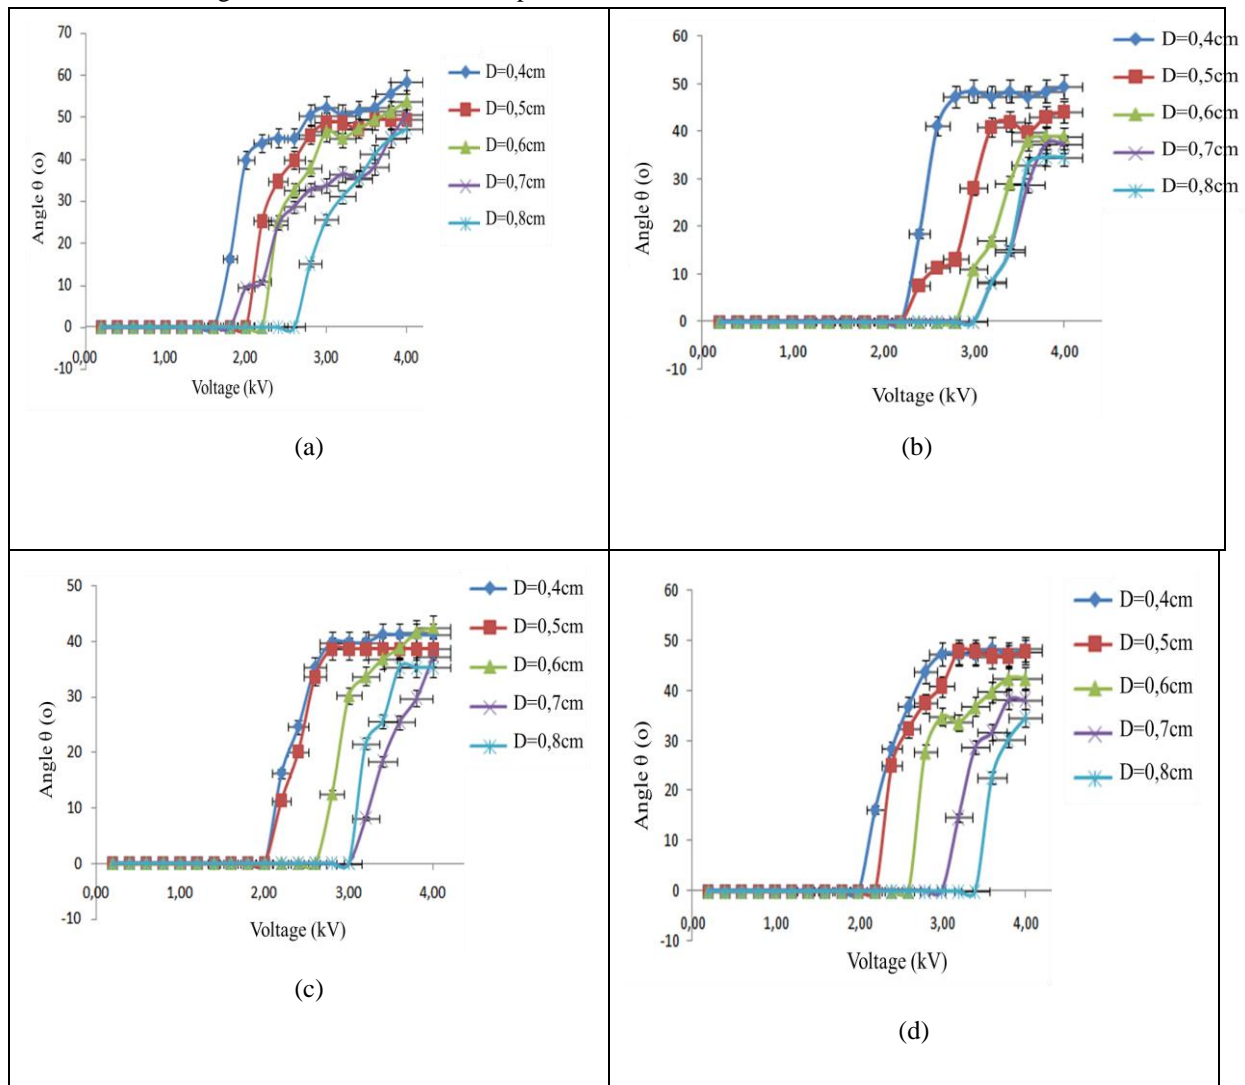 70
60
50
40
30
20
10
0
-10
0,00
1,00
2,00
3,00
4,00
Angle θ (o)
Voltage (kV)
D=0,4cm
D=0,5cm
D=0,6cm
D=0,7cm
D=0,8cm
(a)
60
50
40
30
20
10
0
-10
0,00
1,00
2,00
3,00
4,00
Angle θ (o)
Voltage (kV)
D=0,4cm
D=0,5cm
D=0,6cm
D=0,7cm
D=0,8cm
(b)
50
40
30
20
10
0
-10
0,00
1,00
2,00
3,00
4,00
Angle θ (o)
Voltage (kV)
D=0,4cm
D=0,5cm
D=0,6cm
D=0,7cm
D=0,8cm
(c)
60
50
40
30
20
10
0
-10
0,00
1,00
2,00
3,00
4,00
Angle θ (o)
Voltage (kV)
D=0,4cm
D=0,5cm
D=0,6cm
D=0,7cm
D=0,8cm
(d)